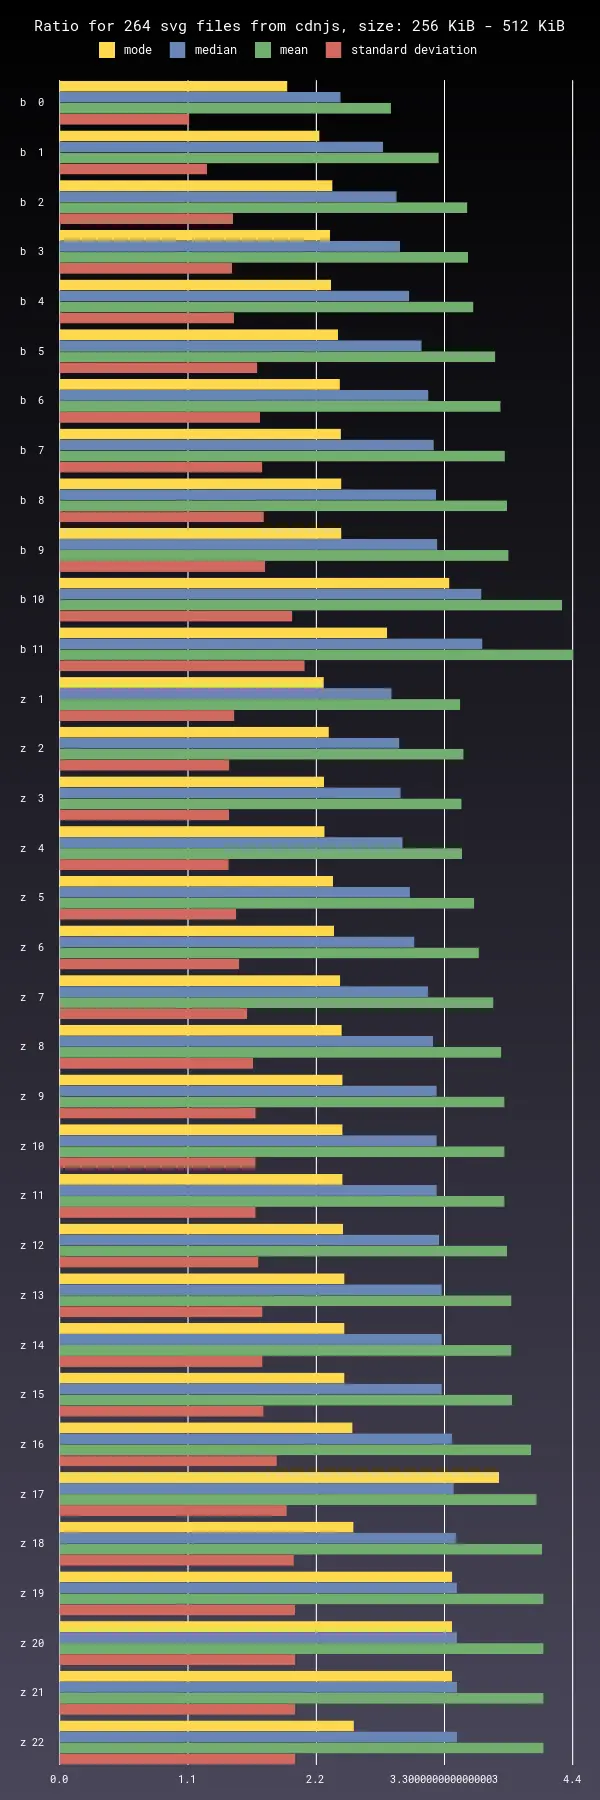 Ratio for 264 svg files from cdnjs, size: 256 KiB - 512 KiB
mode median mean standard deviation
b 0
b 1
b 2
b 3
b 4
b 5
b 6
b 7
b 8
b 9
b 10
b 11
z 1
z 2
z 3
z 4
z 5
z 6
z 7
z 8
z 9
z 10
z 11
z 12
z 13
z 14
z 15
z 16
z 17
z 18
z 19
z 20
z 21
z 22
0.0 1.1 2.2 3.3000000000000003 4.4